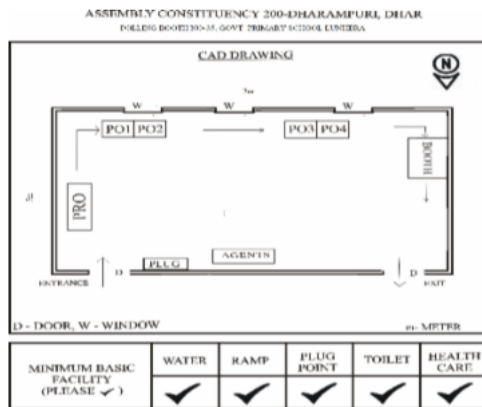 ASSEMBLY CONSTITUENCY 200-DHARAMPURI, DHAR
CAD DRAWING
N
W W W
PO1 PO2 PO3 PO4
BOOTH
PRO
PLUG AGENTS
D D
ENTRANCE EXIT
D - DOOR, W - WINDOW m- METER
MINIMUM BASIC FACILITY (PLEASE ✓) WATER RAMP PLUG POINT TOILET HEALTH CARE
✓ ✓ ✓ ✓ ✓